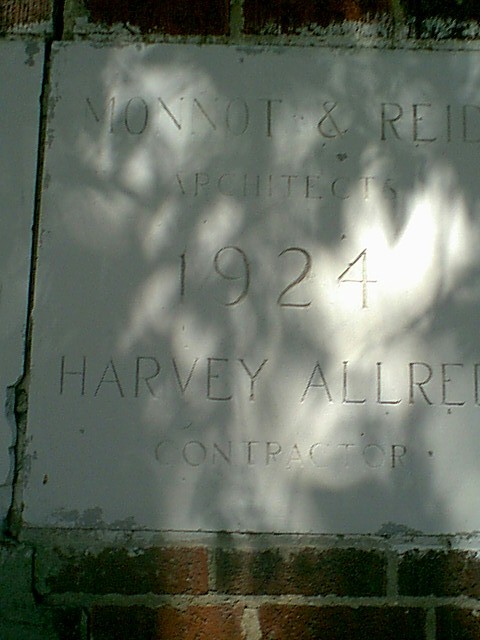 MONNOT & REID
ARCHITECTS
1924
HARVEY ALLRED
CONTRACTOR